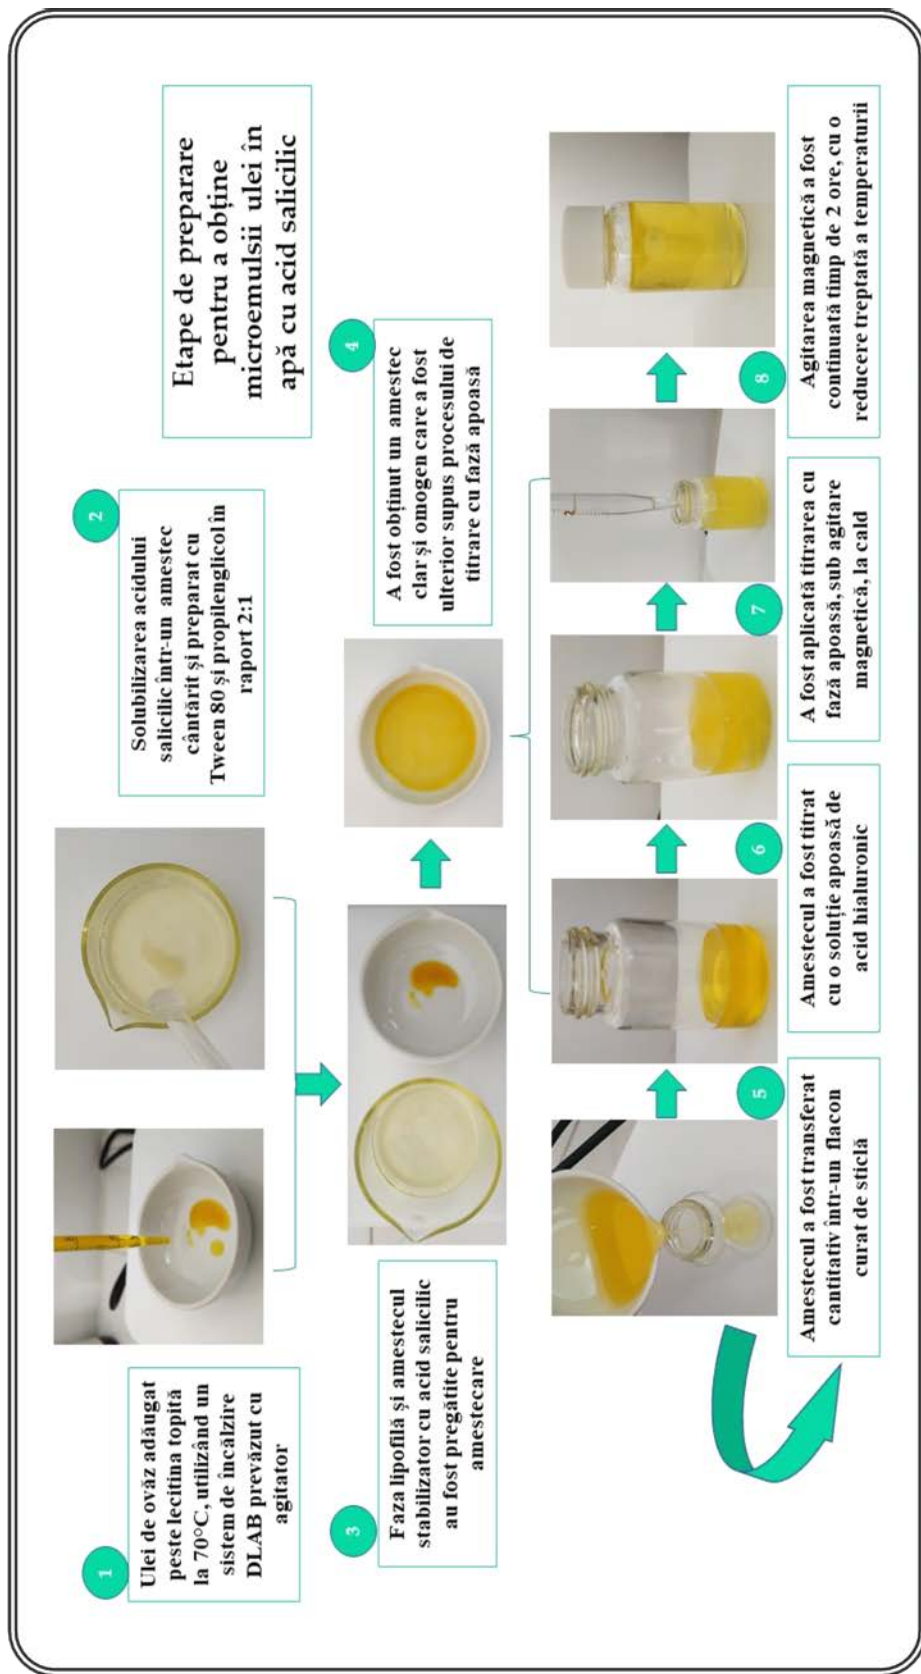 Etape de preparare
pentru a obține
microemulsii ulei în
apă cu acid salicilic
1
Ulei de ovăz adăugat
peste lecitina topită
la 70°C, utilizând un
sistem de încălzire
DLAB prevăzut cu
agitator
2
Solubilizarea acidului
salicilic într-un amestec
cântărit și preparat cu
Tween 80 și propilenglicol în
raport 2:1
3
Faza lipofilă și amestecul
stabilizator cu acid salicilic
au fost pregătite pentru
amestecare
4
A fost obținut un amestec
clar și omogen care a fost
ulterior supus procesului de
titrare cu fază apoasă
5
Amestecul a fost transferat
cantitativ într-un flacon
curat de sticlă
6
Amestecul a fost titrat
cu o soluție apoasă de
acid hialuronic
7
A fost aplicată titrarea cu
fază apoasă, sub agitare
magnetică, la cald
8
Agitarea magnetică a fost
continuată timp de 2 ore, cu o
reducere treptată a temperaturii